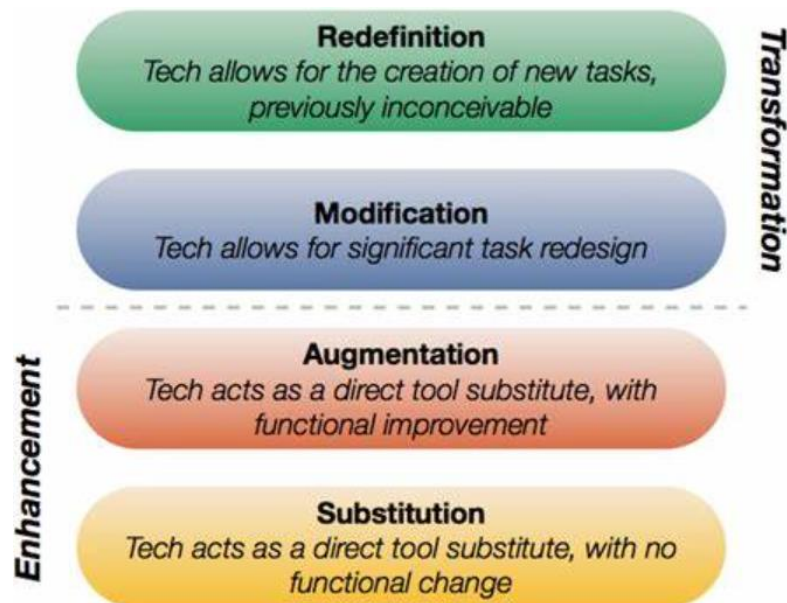 Redefinition
Tech allows for the creation of new tasks,
previously inconceivable
Transformation
Modification
Tech allows for significant task redesign
Augmentation
Tech acts as a direct tool substitute, with
functional improvement
Enhancement
Substitution
Tech acts as a direct tool substitute, with no
functional change